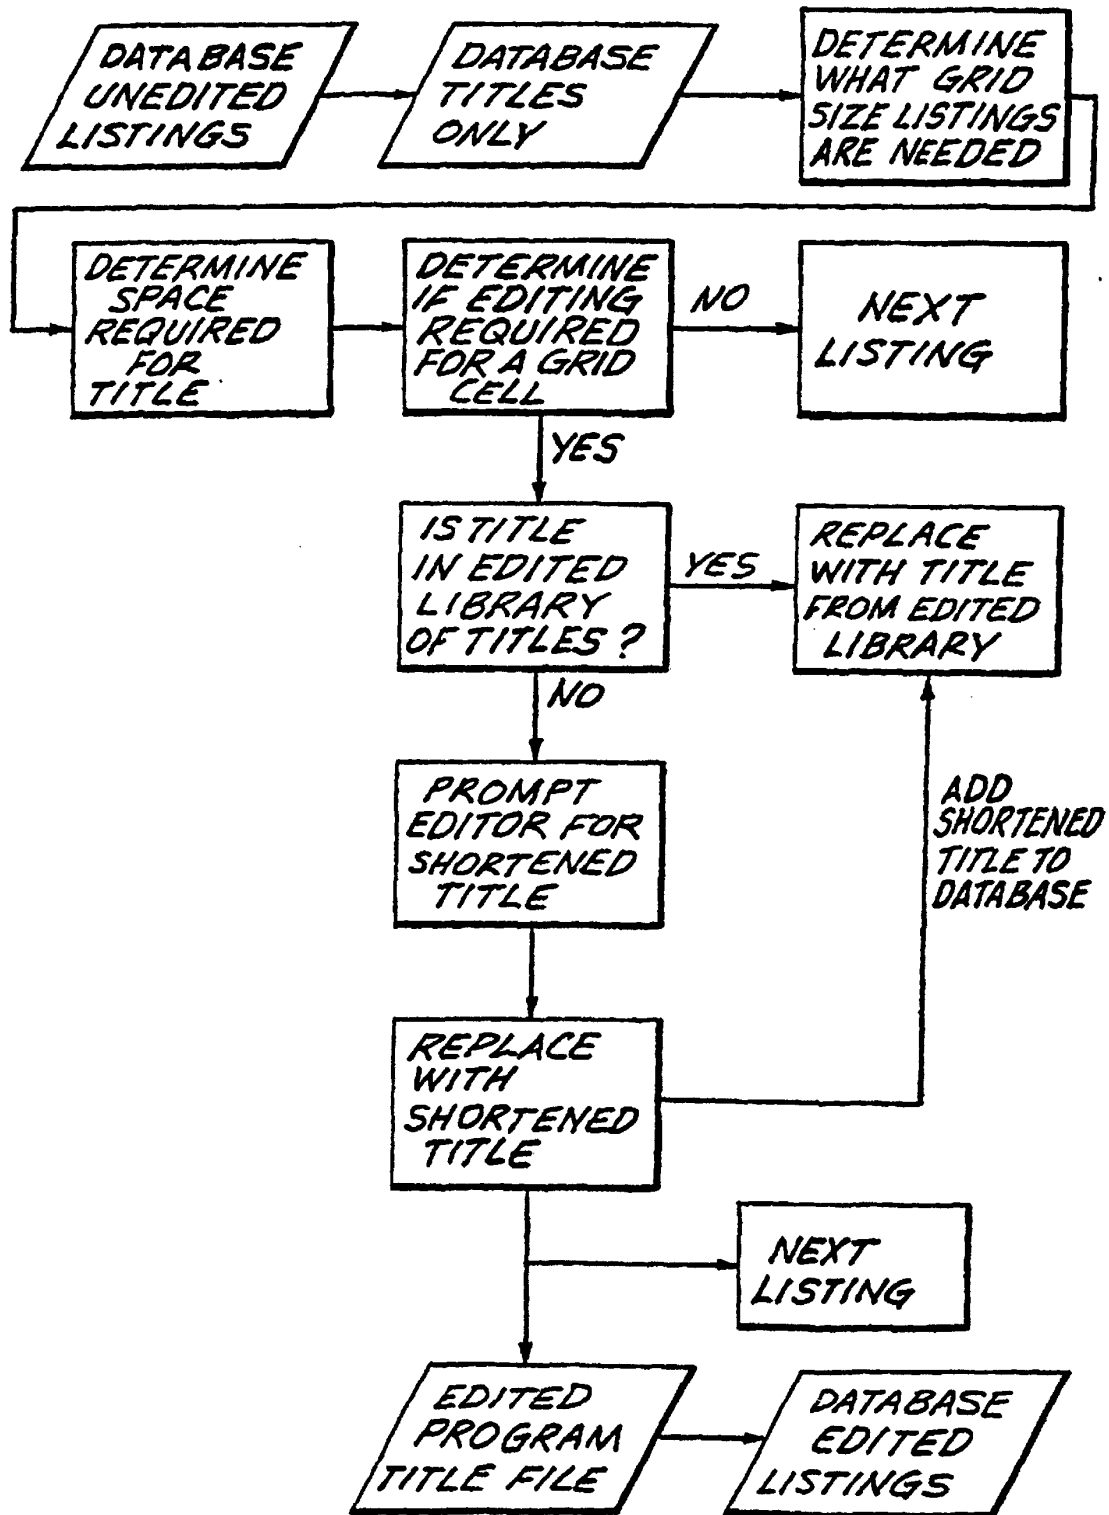 DATABASE
UNEDITED
LISTINGS
DATABASE
TITLES
ONLY
DETERMINE
WHAT GRID
SIZE LISTINGS
ARE NEEDED
DETERMINE
SPACE
REQUIRED
FOR
TITLE
DETERMINE
IF EDITING
REQUIRED
FOR A GRID
CELL
NO
NEXT
LISTING
YES
IS TITLE
IN EDITED
LIBRARY
OF TITLES?
YES
REPLACE
WITH TITLE
FROM EDITED
LIBRARY
NO
PROMPT
EDITOR FOR
SHORTENED
TITLE
ADD
SHORTENED
TITLE TO
DATABASE
REPLACE
WITH
SHORTENED
TITLE
NEXT
LISTING
EDITED
PROGRAM
TITLE FILE
DATABASE
EDITED
LISTINGS